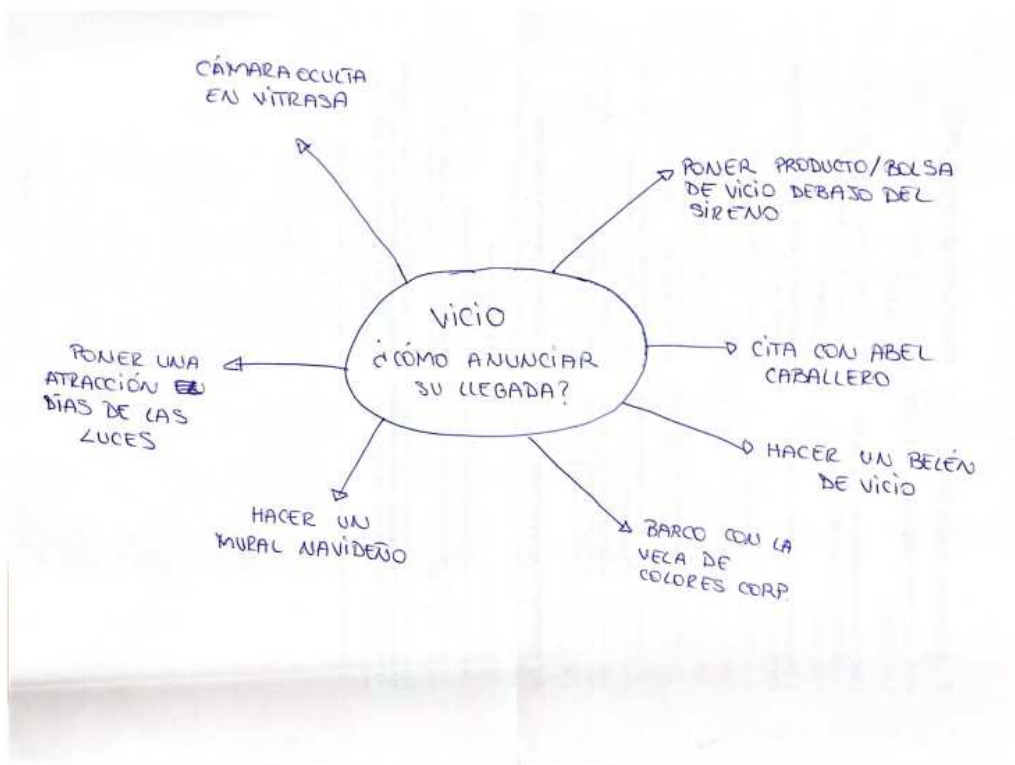 VICIO
¿CÓMO ANUNCIAR
SU LLEGADA?
CÁMARA OCULTA
EN VITRASA
PONER PRODUCTO/BOLSA
DE VICIO DEBAJO DEL
SIRENO
CITA CON ABEL
CABALLERO
HACER UN BELÉN
DE VICIO
BARCO CON LA
VELA DE
COLORES CORP.
HACER UN
MURAL NAVIDEÑO
PONER UNA
ATRACCIÓN EN
DÍAS DE LAS
LUCES